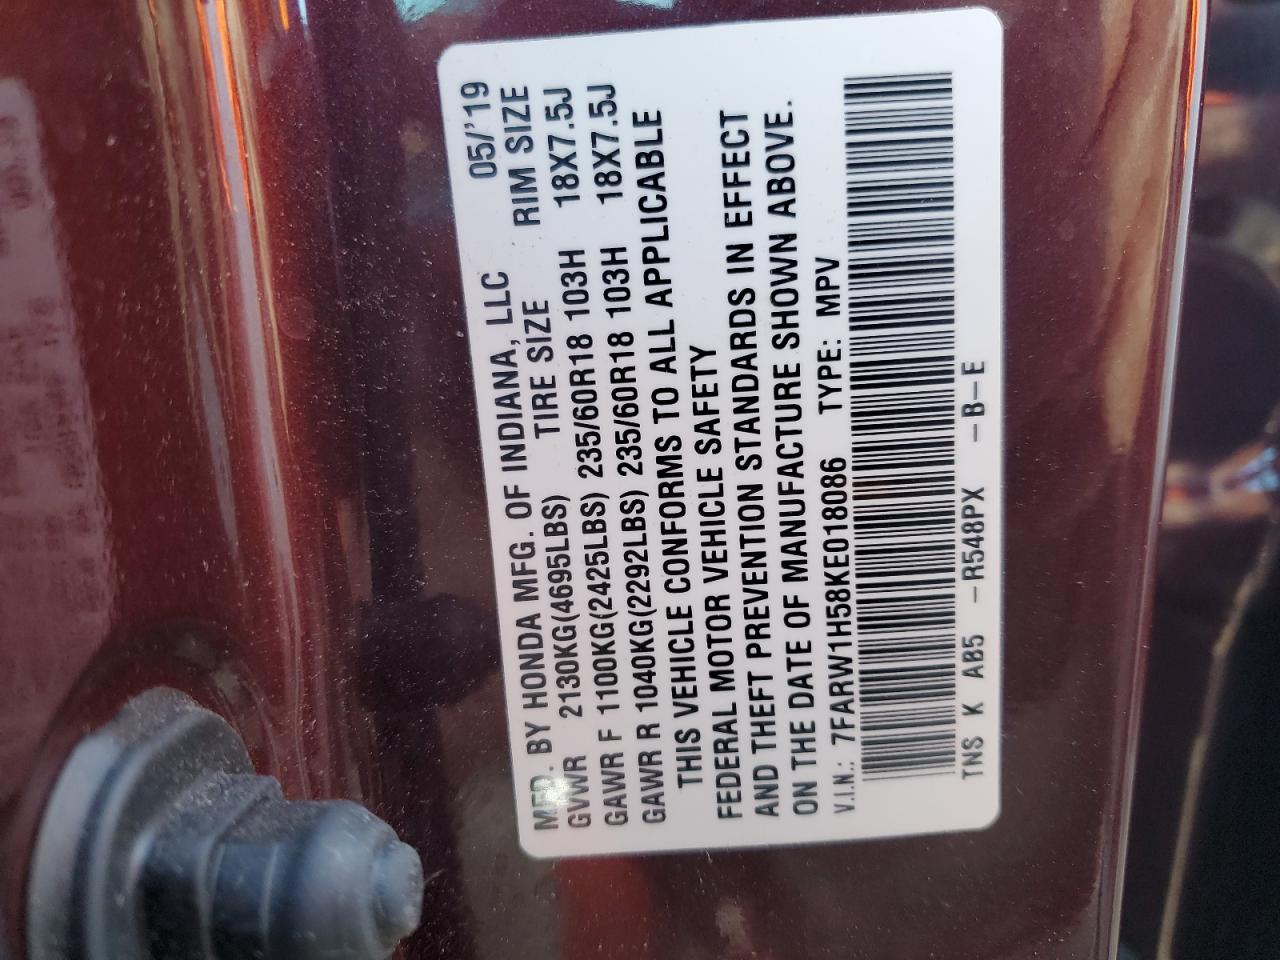 MFD. BY HONDA MFG. OF INDIANA, LLC 05/'19
GVWR 2130KG(4695LBS) TIRE SIZE RIM SIZE
GAWR F 1100KG(2425LBS) 235/60R18 103H 18X7.5J
GAWR R 1040KG(2292LBS) 235/60R18 103H 18X7.5J
THIS VEHICLE CONFORMS TO ALL APPLICABLE
FEDERAL MOTOR VEHICLE SAFETY
AND THEFT PREVENTION STANDARDS IN EFFECT
ON THE DATE OF MANUFACTURE SHOWN ABOVE.
V.I.N.: 7FARW1H58KE018086 TYPE: MPV
TNS K AB5 -R548PX -B-E